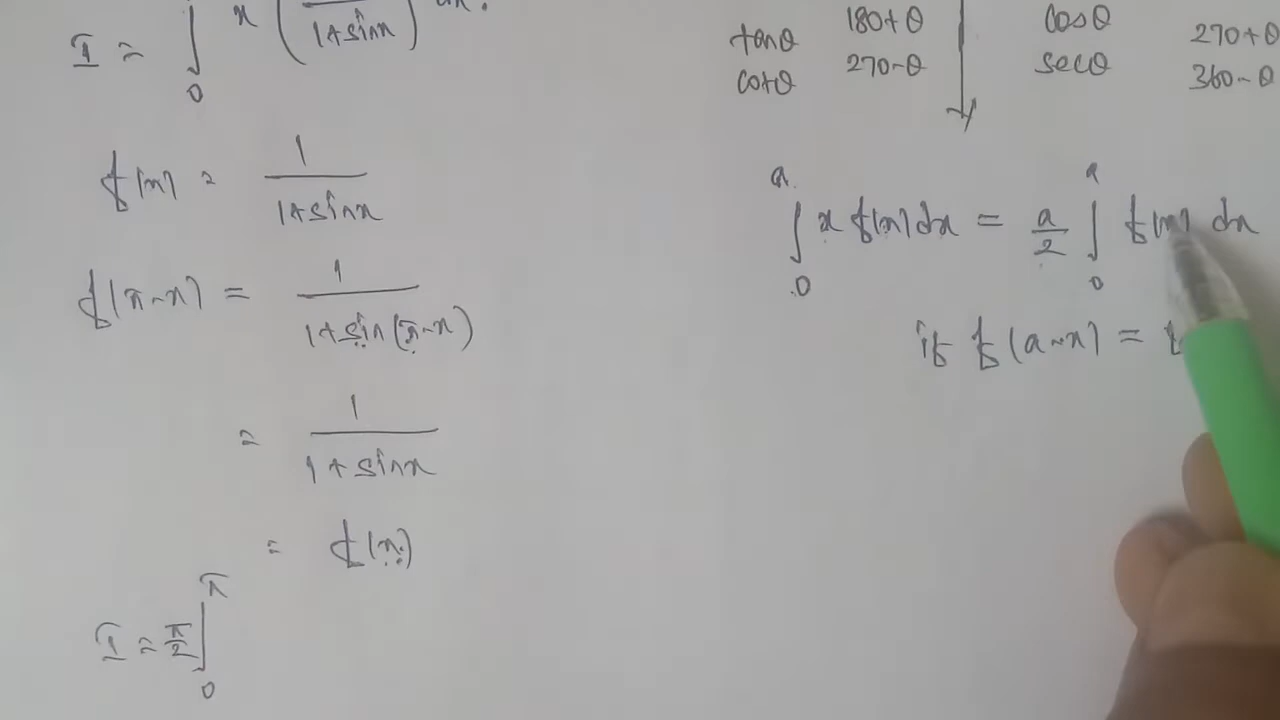 I = ∫₀ x (1/1+sinx) dx.
f(x) = 1/1+sinx
f(π-x) = 1/1+sin(π-x)
= 1/1+sinx
= f(x)
I = π/2 ∫₀^π
tanθ 180+θ
cotθ 270-θ
cosθ 270+θ
secθ 360-θ
∫₀^a x f(x) dx = a/2 ∫₀^a f(x) dx
if f(a-x) =